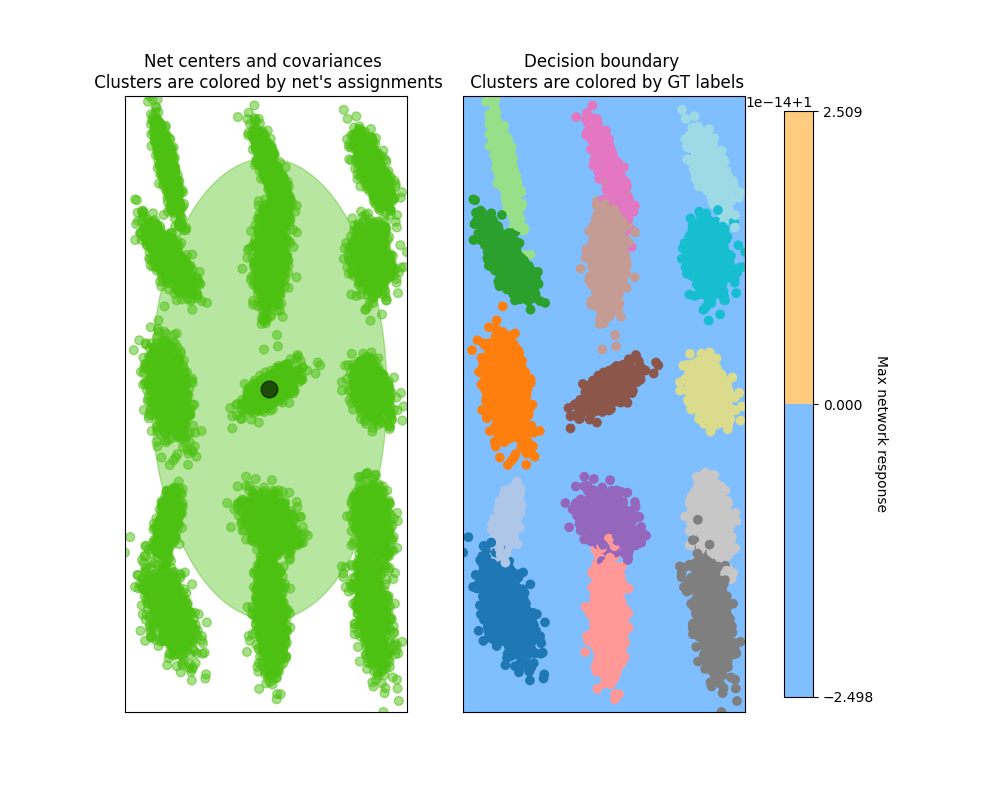 Net centers and covariances
Clusters are colored by net's assignments
Decision boundary
Clusters are colored by GT labels
1e−14+1
2.509
0.000
−2.498
Max network response